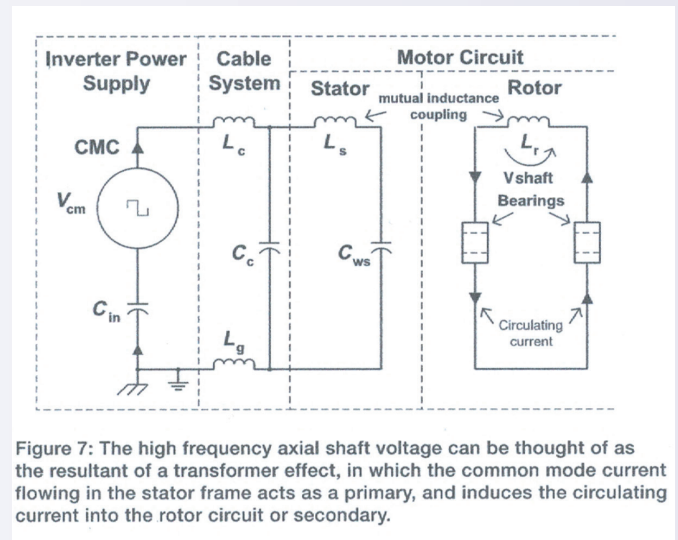 Inverter Power
Supply
Cable
System
Motor Circuit
Stator
mutual inductance
coupling
Rotor
CMC
Lc
Ls
Lr
V shaft
Bearings
Vcm
Cc
Cws
Cin
Lg
Circulating
current
Figure 7: The high frequency axial shaft voltage can be thought of as
the resultant of a transformer effect, in which the common mode current
flowing in the stator frame acts as a primary, and induces the circulating
current into the rotor circuit or secondary.